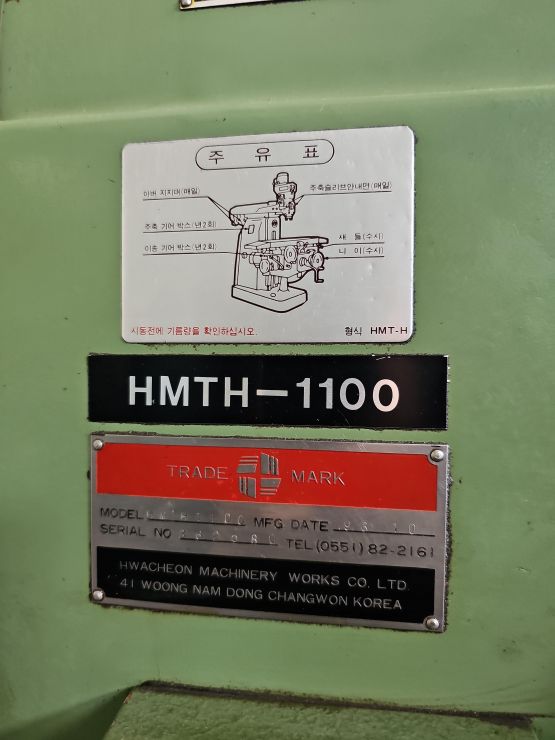 주 유 표
아버 지지대(매일)
주축슬리브안내면(매일)
주축 기어 박스(년2회)
이송 기어 박스(년2회)
새 들(수시)
니 이(수시)
시동전에 기름량을 확인하십시오.
형식 HMT-H
HMTH-1100
TRADE MARK
MODEL MFG DATE 93.10
SERIAL NO TEL(0551)82-2161
HWACHEON MACHINERY WORKS CO. LTD.
41 WOONG NAM DONG CHANGWON KOREA